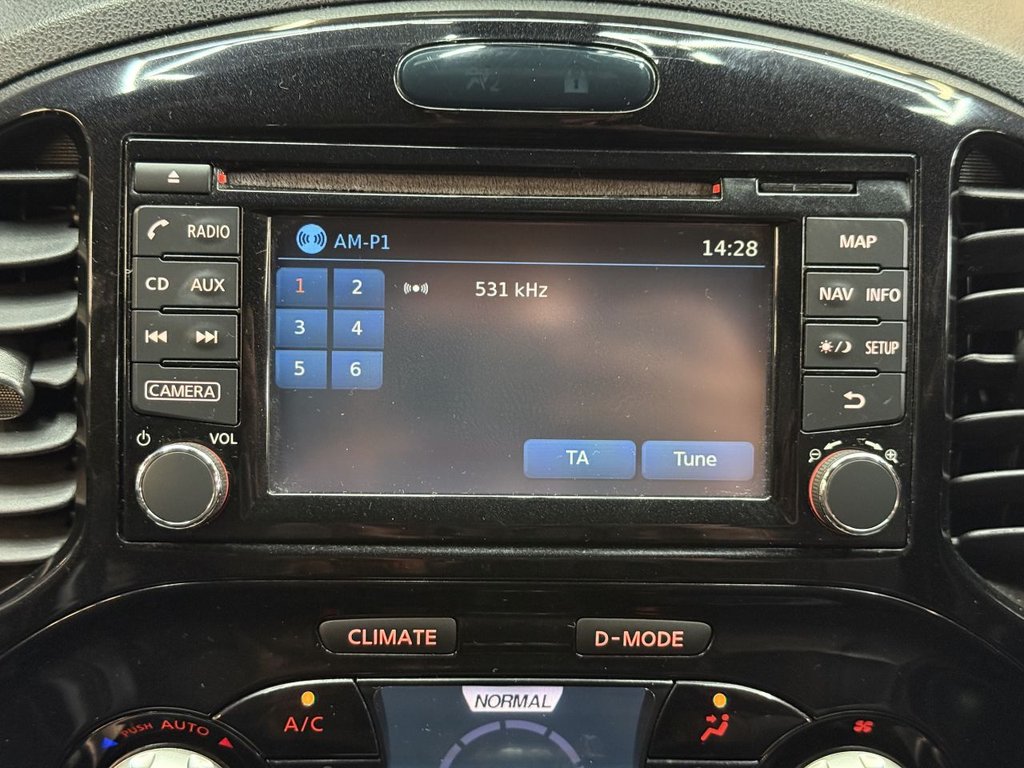 RADIO
CD AUX
CAMERA
VOL
AM-P1 14:28
1 2 531 kHz
3 4
5 6
TA Tune
MAP
NAV INFO
SETUP
CLIMATE D-MODE
NORMAL
A/C
PUSH AUTO